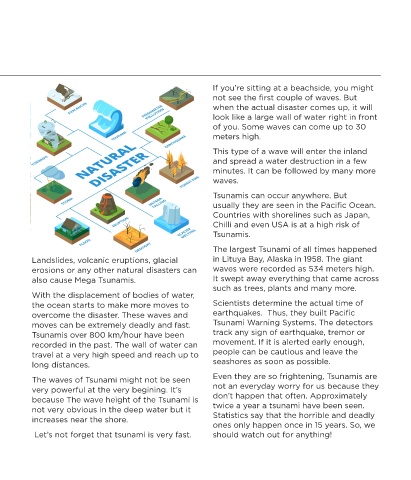 NATURAL
DISASTER
TSUNAMI
Landslides, volcanic eruptions, glacial
erosions or any other natural disasters can
also cause Mega Tsunamis.
With the displacement of bodies of water,
the ocean starts to make more moves to
overcome the disaster. These waves and
moves can be extremely deadly and fast.
Tsunamis over 800 km/hour have been
recorded in the past. The wall of water can
travel at a very high speed and reach up to
long distances.
The waves of Tsunami might not be seen
very powerful at the very begining. It's
because The wave height of the Tsunami is
not very obvious in the deep water but it
increases near the shore.
Let's not forget that tsunami is very fast.
If you're sitting at a beachside, you might
not see the first couple of waves. But
when the actual disaster comes up, it will
look like a large wall of water right in front
of you. Some waves can come up to 30
meters high.
This type of a wave will enter the inland
and spread a water destruction in a few
minutes. It can be followed by many more
waves.
Tsunamis can occur anywhere. But
usually they are seen in the Pacific Ocean.
Countries with shorelines such as Japan,
Chilli and even USA is at a high risk of
Tsunamis.
The largest Tsunami of all times happened
in Lituya Bay, Alaska in 1958. The giant
waves were recorded as 534 meters high.
It swept away everything that came across
such as trees, plants and many more.
Scientists determine the actual time of
earthquakes.  Thus, they built Pacific
Tsunami Warning Systems. The detectors
track any sign of earthquake, tremor or
movement. If it is alerted early enough,
people can be cautious and leave the
seashores as soon as possible.
Even they are so frightening, Tsunamis are
not an everyday worry for us because they
don't happen that often. Approximately
twice a year a tsunami have been seen.
Statistics say that the horrible and deadly
ones only happen once in 15 years. So, we
should watch out for anything!